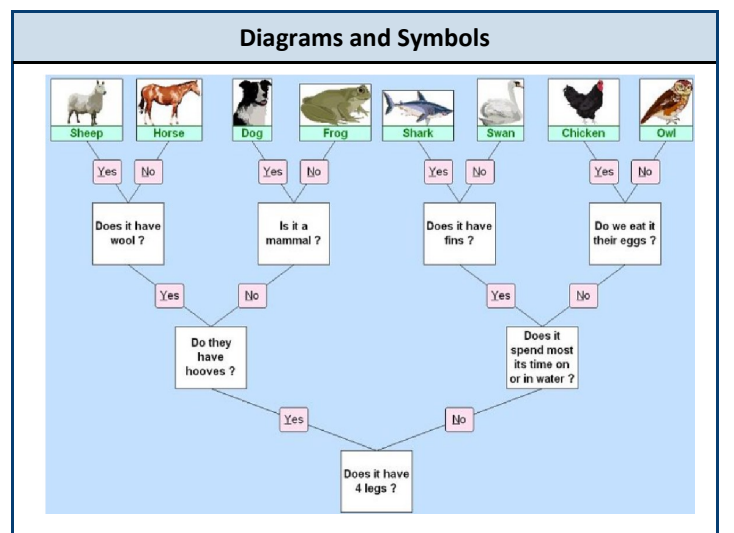 Diagrams and Symbols
Sheep Horse Dog Frog Shark Swan Chicken Owl
Yes No Yes No Yes No Yes No
Does it have
wool ?
Is it a
mammal ?
Does it have
fins ?
Do we eat it
their eggs ?
Yes No Yes No
Do they
have
hooves ?
Does it
spend most
its time on
or in water ?
Yes No
Does it have
4 legs ?